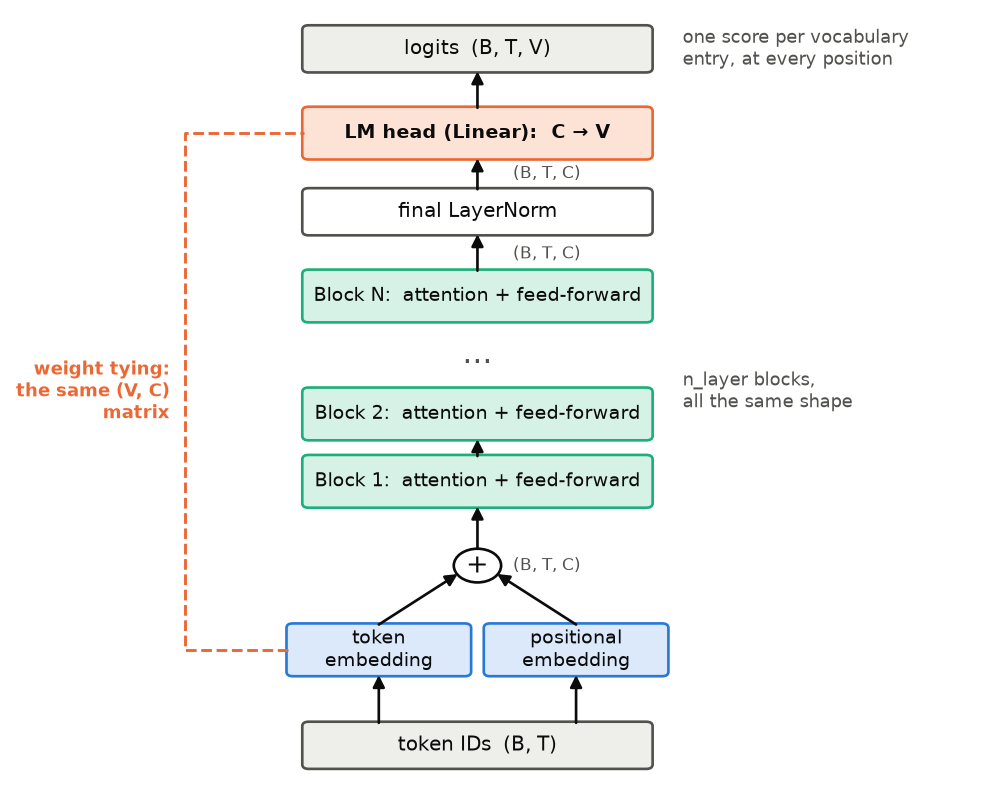 logits  (B, T, V)
one score per vocabulary
entry, at every position
LM head (Linear):  C → V
(B, T, C)
final LayerNorm
(B, T, C)
Block N:  attention + feed-forward
...
weight tying:
the same (V, C)
matrix
n_layer blocks,
all the same shape
Block 2:  attention + feed-forward
Block 1:  attention + feed-forward
+
(B, T, C)
token
embedding
positional
embedding
token IDs  (B, T)